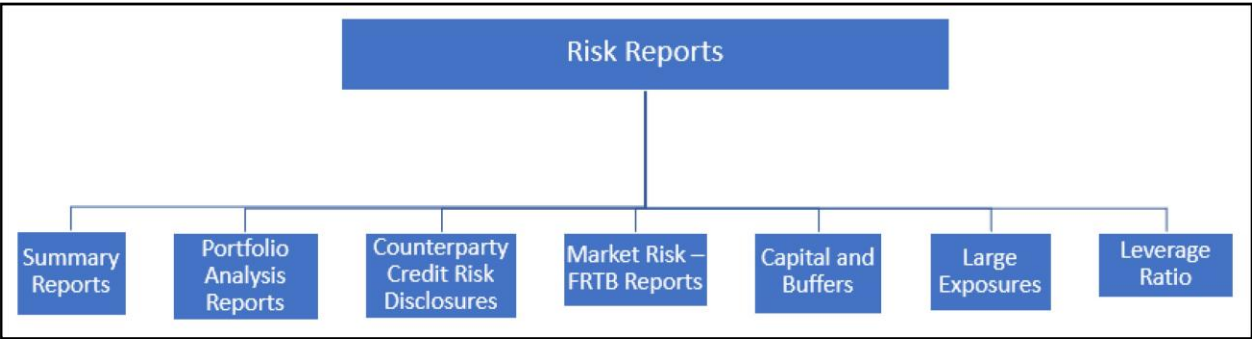 Risk Reports
Summary
Reports
Portfolio
Analysis
Reports
Counterparty
Credit Risk
Disclosures
Market Risk –
FRTB Reports
Capital and
Buffers
Large
Exposures
Leverage
Ratio